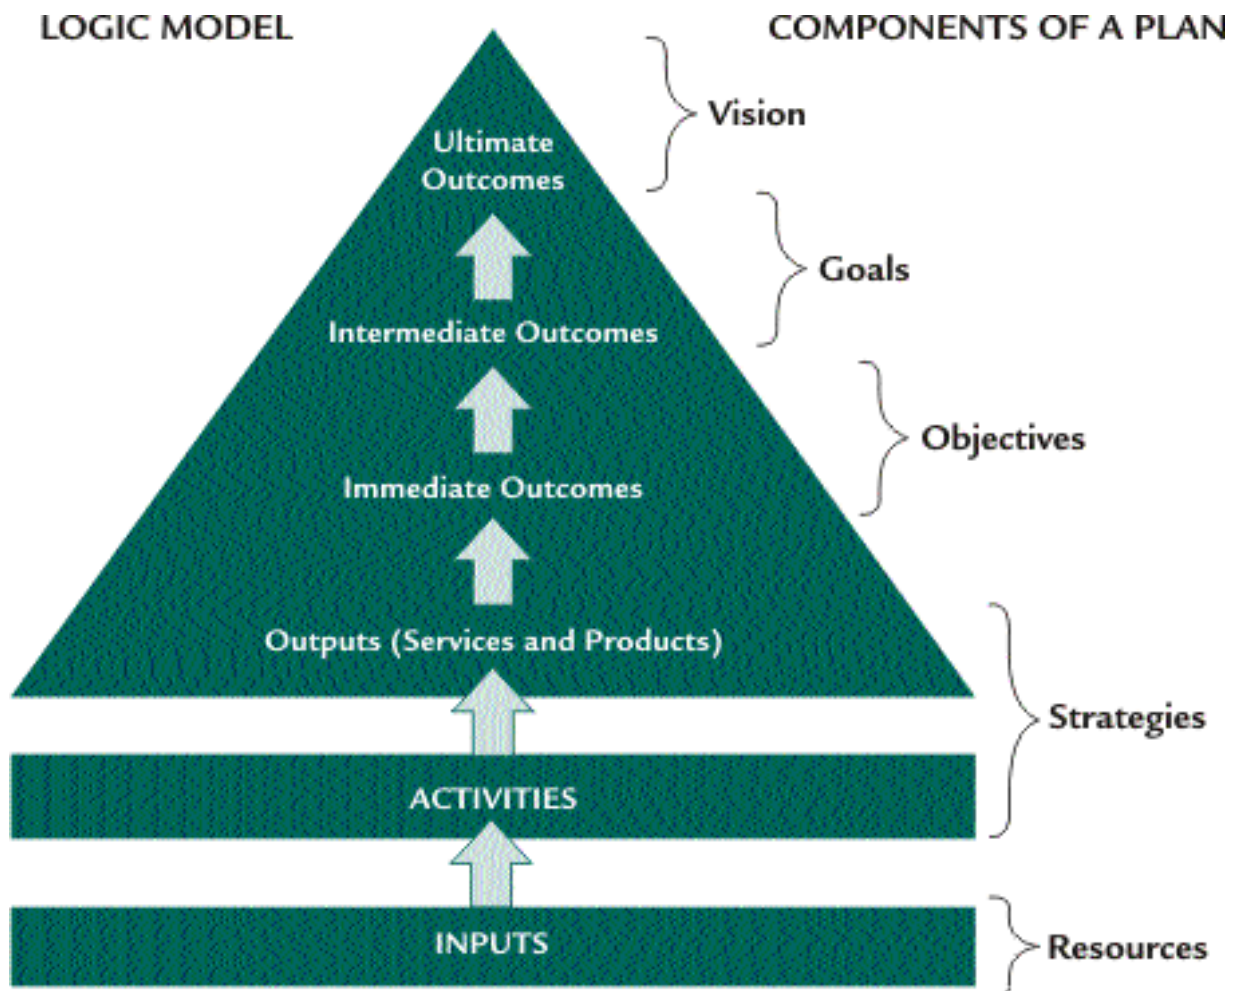 LOGIC MODEL
COMPONENTS OF A PLAN
Vision
Ultimate
Outcomes
Goals
Intermediate Outcomes
Objectives
Immediate Outcomes
Outputs (Services and Products)
Strategies
ACTIVITIES
INPUTS
Resources